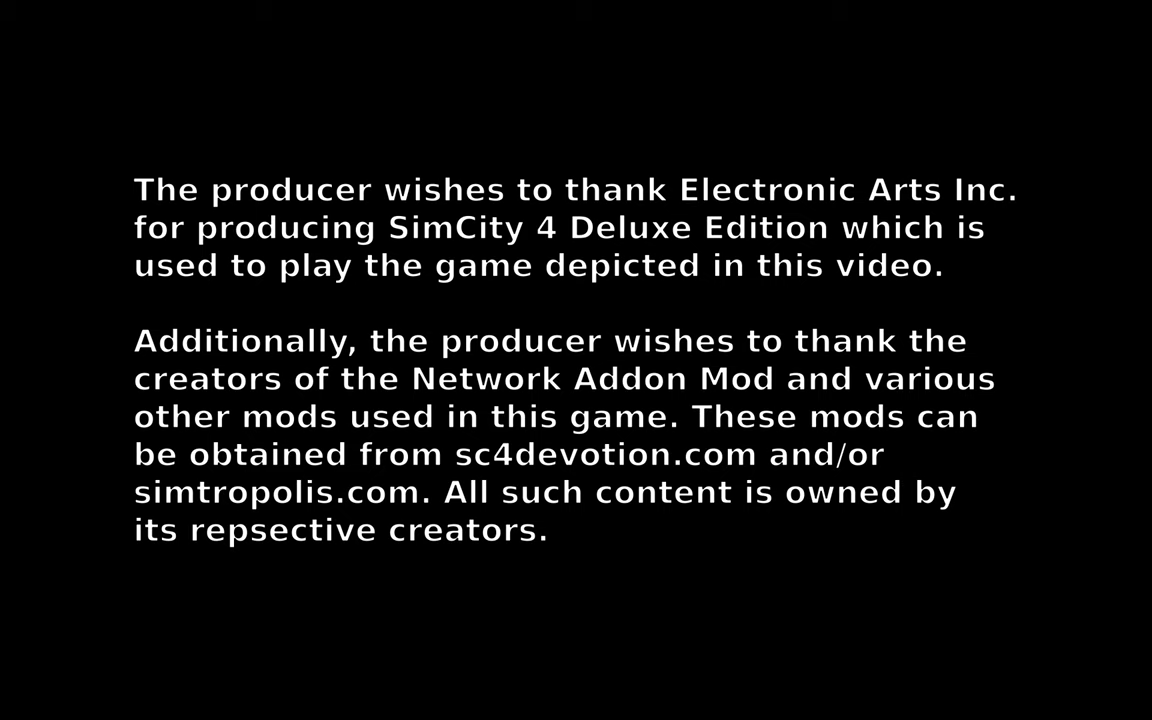 The producer wishes to thank Electronic Arts Inc.
for producing SimCity 4 Deluxe Edition which is
used to play the game depicted in this video.
Additionally, the producer wishes to thank the
creators of the Network Addon Mod and various
other mods used in this game. These mods can
be obtained from sc4devotion.com and/or
simtropolis.com. All such content is owned by
its repsective creators.